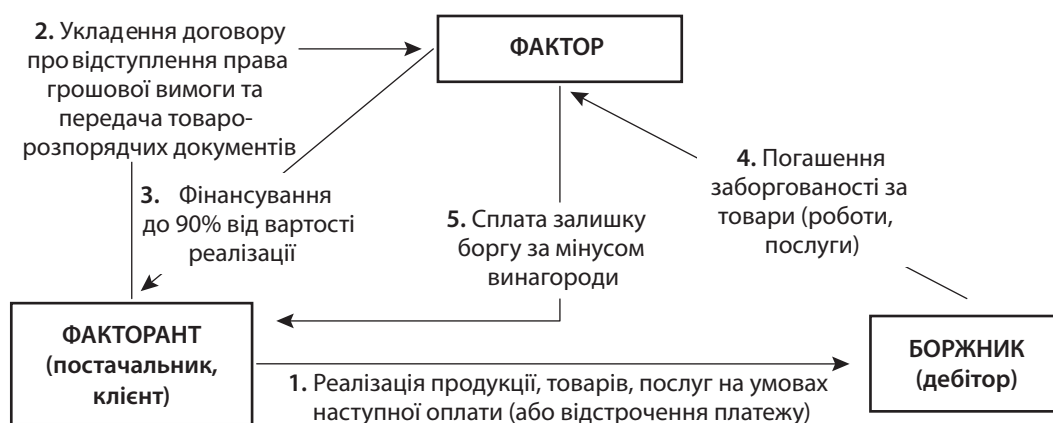 2. Укладення договору
про відступлення права
грошової вимоги та
передача товаро-
розпорядчих документів
ФАКТОР
3. Фінансування
до 90% від вартості
реалізації
5. Сплата залишку
боргу за мінусом
винагороди
4. Погашення
заборгованості за
товари (роботи,
послуги)
ФАКТОРАНТ
(постачальник,
клієнт)
1. Реалізація продукції, товарів, послуг на умовах
наступної оплати (або відстрочення платежу)
БОРЖНИК
(дебітор)